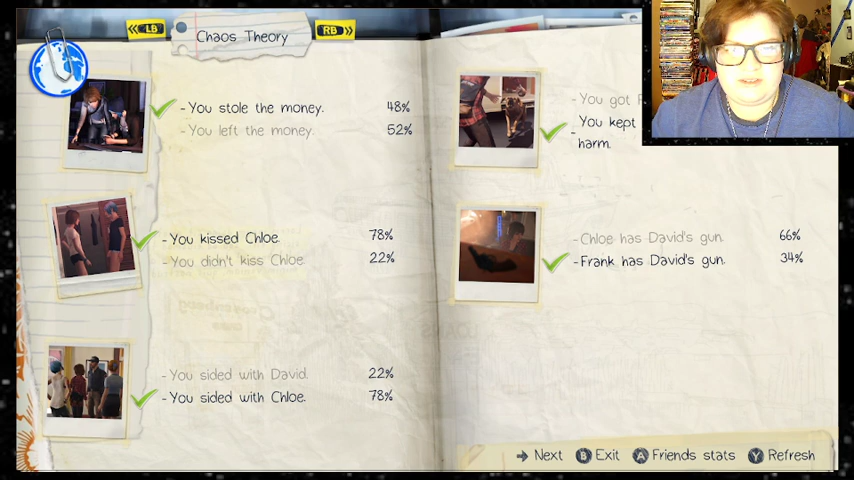 LB
Chaos Theory
RB
- You stole the money. 48%
- You left the money. 52%
- You kissed Chloe. 78%
- You didn't kiss Chloe. 22%
- You sided with David. 22%
- You sided with Chloe. 78%
- You got
- You kept
harm.
- Chloe has David's gun. 66%
- Frank has David's gun. 34%
Next B Exit A Friends stats Y Refresh